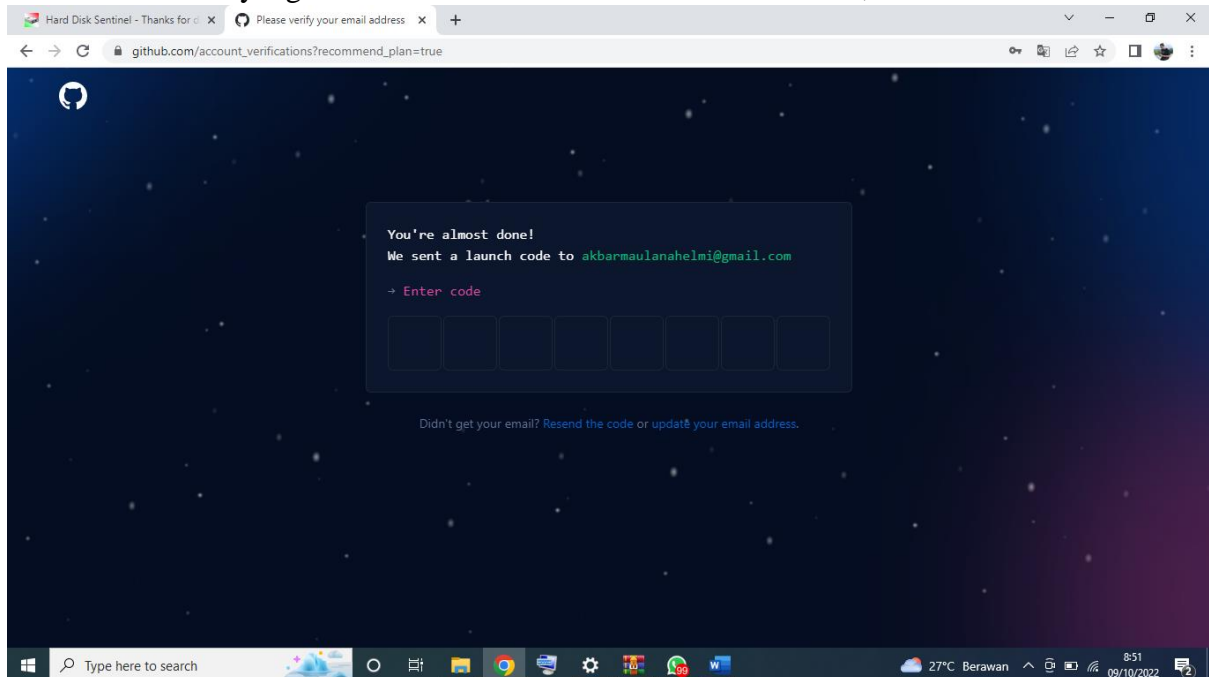 Hard Disk Sentinel - Thanks for d
Please verify your email address
github.com/account_verifications?recommend_plan=true
You're almost done!
We sent a launch code to akbarmaulanahelmi@gmail.com
→ Enter code
Didn't get your email? Resend the code or update your email address.
Type here to search
99
W
27°C Berawan
8:51
09/10/2022
2